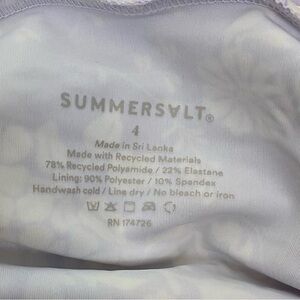 SUMMERSALT®
4
Made in Sri Lanka
Made with Recycled Materials
78% Recycled Polyamide / 22% Elastane
Lining: 90% Polyester / 10% Spandex
Handwash cold / Line dry / No bleach or iron
RN 174726